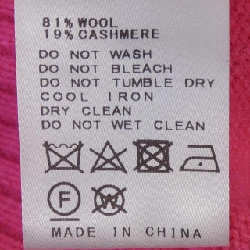 81% WOOL
19% CASHMERE
DO NOT WASH
DO NOT BLEACH
DO NOT TUMBLE DRY
COOL IRON
DRY CLEAN
DO NOT WET CLEAN
F W
MADE IN CHINA